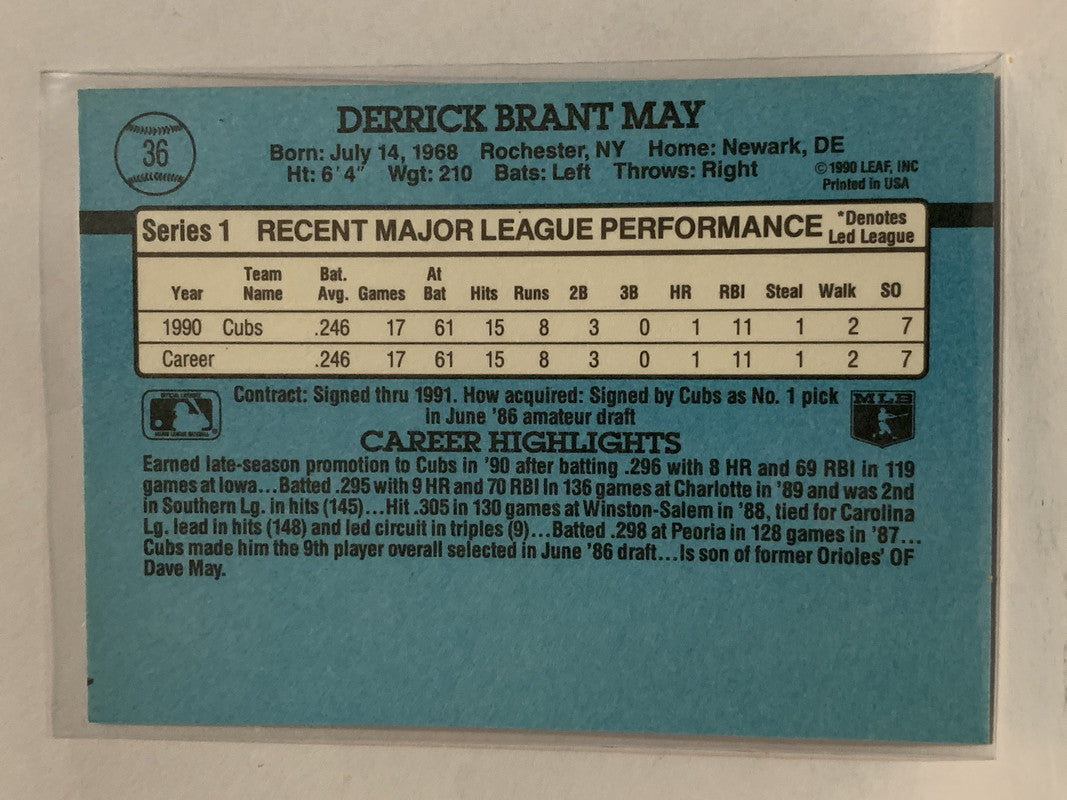 DERRICK BRANT MAY
36
Born: July 14, 1968 Rochester, NY Home: Newark, DE
Ht: 6'4" Wgt: 210 Bats: Left Throws: Right
©1990 LEAF, INC
Printed in USA
Series 1 RECENT MAJOR LEAGUE PERFORMANCE *Denotes
Led League
Team Bat. At
Year Name Avg. Games Bat Hits Runs 2B 3B HR RBI Steal Walk SO
1990 Cubs .246 17 61 15 8 3 0 1 11 1 2 7
Career .246 17 61 15 8 3 0 1 11 1 2 7
Contract: Signed thru 1991. How acquired: Signed by Cubs as No. 1 pick
in June '86 amateur draft
MLB
CAREER HIGHLIGHTS
Earned late-season promotion to Cubs in '90 after batting .296 with 8 HR and 69 RBI in 119
games at Iowa...Batted .295 with 9 HR and 70 RBI In 136 games at Charlotte in '89 and was 2nd
in Southern Lg. in hits (145)...Hit .305 in 130 games at Winston-Salem in '88, tied for Carolina
Lg. lead in hits (148) and led circuit in triples (9)...Batted .298 at Peoria in 128 games in '87...
Cubs made him the 9th player overall selected in June '86 draft...Is son of former Orioles' OF
Dave May.